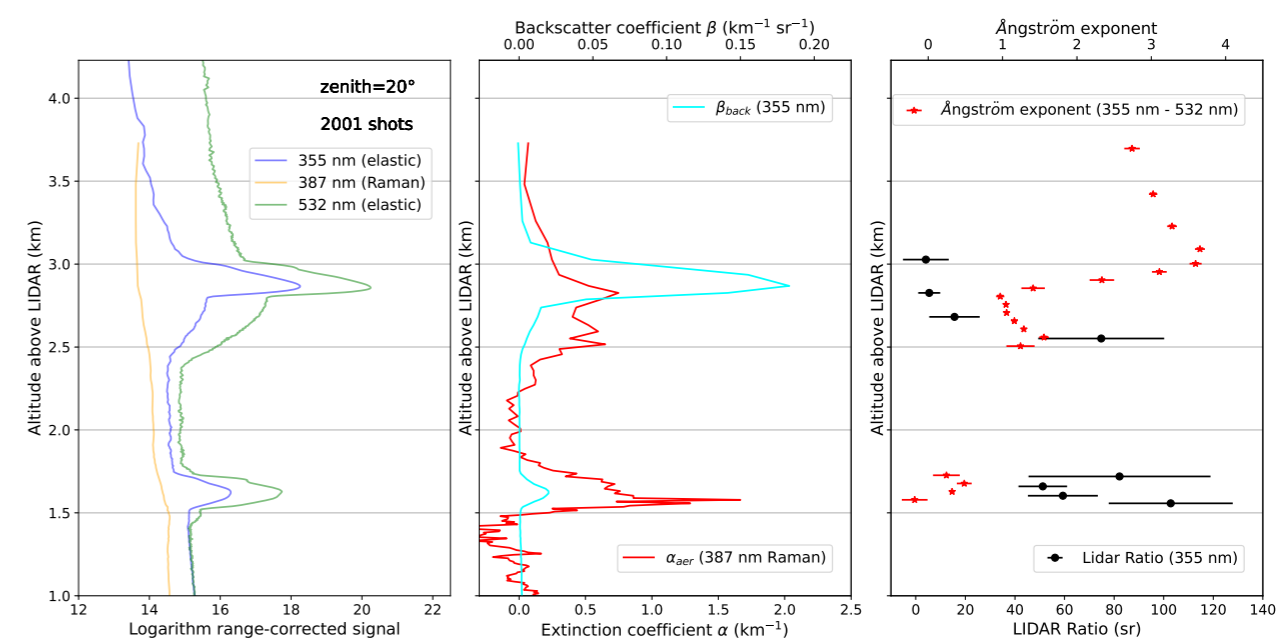 Backscatter coefficient β (km⁻¹ sr⁻¹)
0.00 0.05 0.10 0.15 0.20
Ångström exponent
0 1 2 3 4
zenith=20°
2001 shots
355 nm (elastic)
387 nm (Raman)
532 nm (elastic)
Altitude above LIDAR (km)
4.0
3.5
3.0
2.5
2.0
1.5
1.0
12 14 16 18 20 22
Logarithm range-corrected signal
β_back (355 nm)
Altitude above LIDAR (km)
α_aer (387 nm Raman)
0.0 0.5 1.0 1.5 2.0 2.5
Extinction coefficient α (km⁻¹)
Ångström exponent (355 nm - 532 nm)
Altitude above LIDAR (km)
Lidar Ratio (355 nm)
0 20 40 60 80 100 120 140
LIDAR Ratio (sr)